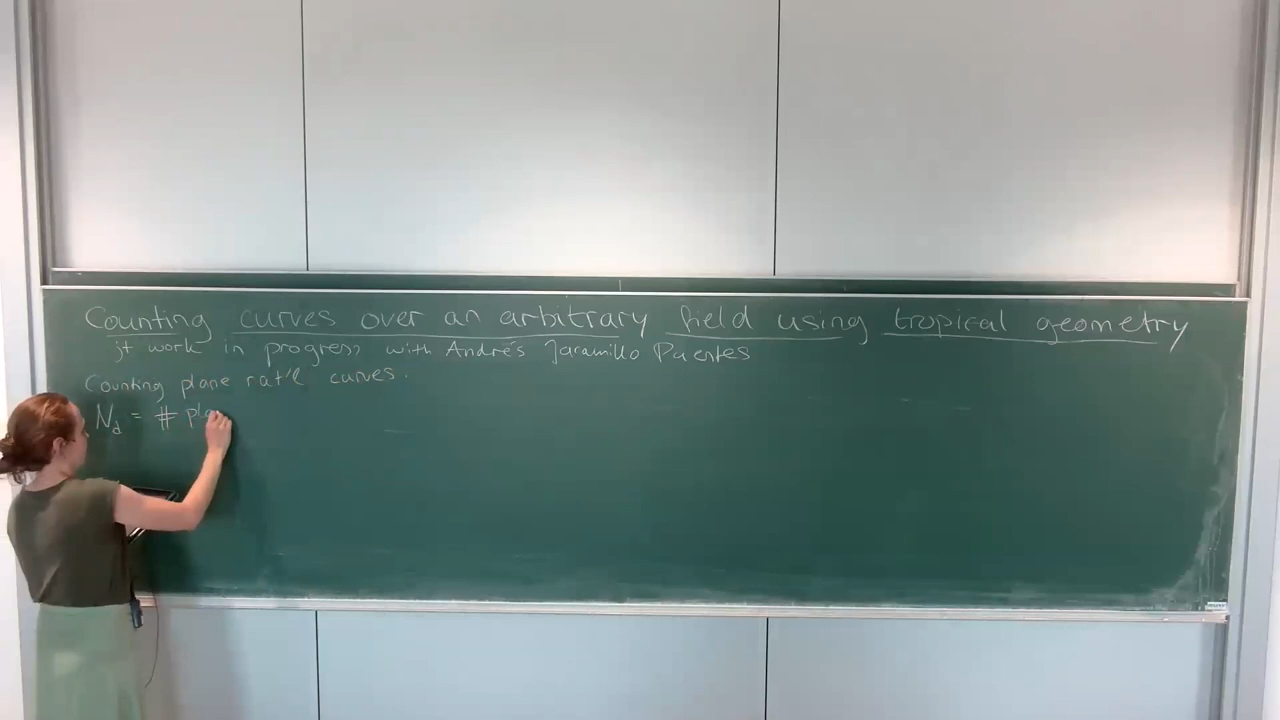 Counting curves over an arbitrary field using tropical geometry
jt work in progress with Andrés Jaramillo Puentes
Counting plane rat'l curves.
N_d = # pla